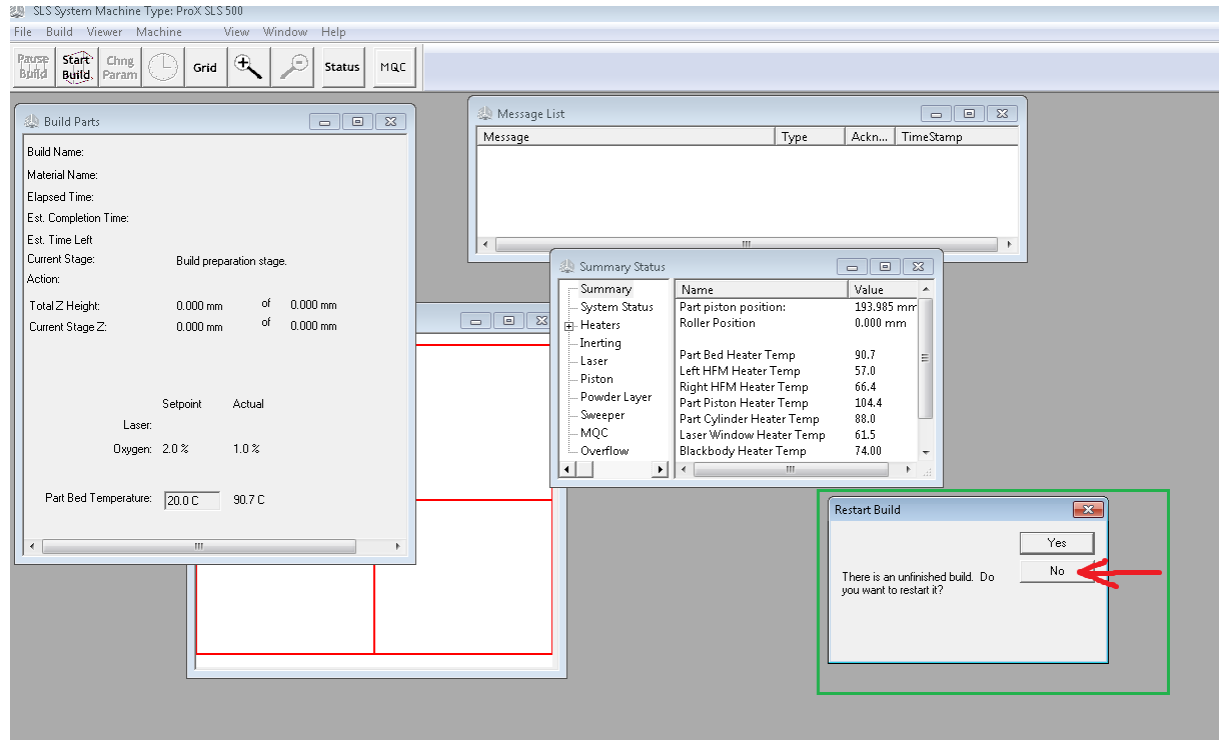 SLS System Machine Type: ProX SLS 500
File Build Viewer Machine View Window Help
Pause Build
Start Build.
Chng Param
Grid
Status
MQC
Build Parts
Build Name:
Material Name:
Elapsed Time:
Est. Completion Time:
Est. Time Left
Current Stage: Build preparation stage.
Action:
Total Z Height: 0.000 mm of 0.000 mm
Current Stage Z: 0.000 mm of 0.000 mm
Setpoint Actual
Laser:
Oxygen: 2.0 % 1.0 %
Part Bed Temperature: 20.0 C 90.7 C
Message List
Message Type Ackn... TimeStamp
Summary Status
Summary
System Status
Heaters
Inerting
Laser
Piston
Powder Layer
Sweeper
MQC
Overflow
Name Value
Part piston position: 193.985 mm
Roller Position 0.000 mm
Part Bed Heater Temp 90.7
Left HFM Heater Temp 57.0
Right HFM Heater Temp 66.4
Part Piston Heater Temp 104.4
Part Cylinder Heater Temp 88.0
Laser Window Heater Temp 61.5
Blackbody Heater Temp 74.00
Restart Build
Yes
No
There is an unfinished build. Do
you want to restart it?